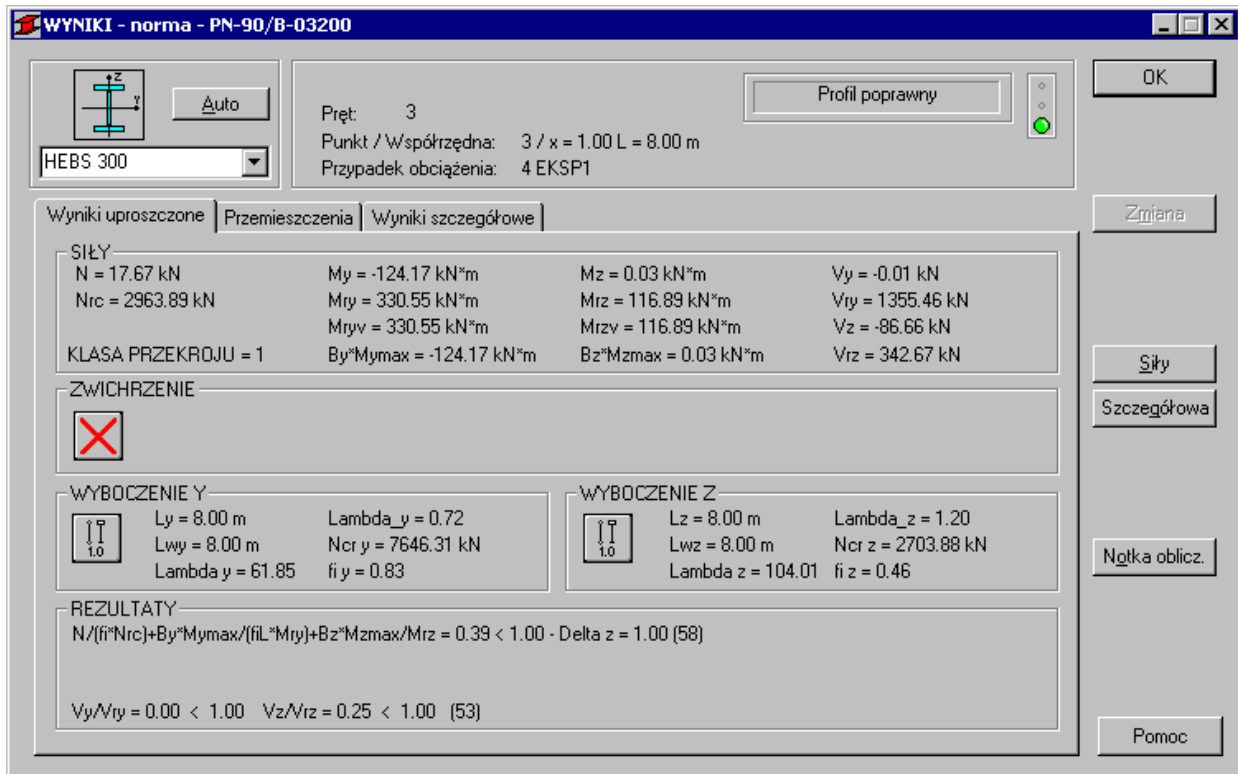 WYNIKI - norma - PN-90/B-03200
z
y
Auto
HEBS 300
Pręt: 3
Punkt / Współrzędna: 3 / x = 1.00 L = 8.00 m
Przypadek obciążenia: 4 EKSP1
Profil poprawny
OK
Wyniki uproszczone Przemieszczenia Wyniki szczegółowe
Zmiana
SIŁY
N = 17.67 kN My = -124.17 kN*m Mz = 0.03 kN*m Vy = -0.01 kN
Nrc = 2963.89 kN Mry = 330.55 kN*m Mrz = 116.89 kN*m Vry = 1355.46 kN
Mryv = 330.55 kN*m Mrzv = 116.89 kN*m Vz = -86.66 kN
KLASA PRZEKROJU = 1 By*Mymax = -124.17 kN*m Bz*Mzmax = 0.03 kN*m Vrz = 342.67 kN
Siły
ZWICHRZENIE
Szczegółowa
WYBOCZENIE Y
1.0
Ly = 8.00 m Lambda_y = 0.72
Lwy = 8.00 m Ncr y = 7646.31 kN
Lambda y = 61.85 fi y = 0.83
WYBOCZENIE Z
1.0
Lz = 8.00 m Lambda_z = 1.20
Lwz = 8.00 m Ncr z = 2703.88 kN
Lambda z = 104.01 fi z = 0.46
Notka oblicz.
REZULTATY
N/(fi*Nrc)+By*Mymax/(fiL*Mry)+Bz*Mzmax/Mrz = 0.39 < 1.00 - Delta z = 1.00 (58)
Vy/Vry = 0.00 < 1.00 Vz/Vrz = 0.25 < 1.00 (53)
Pomoc